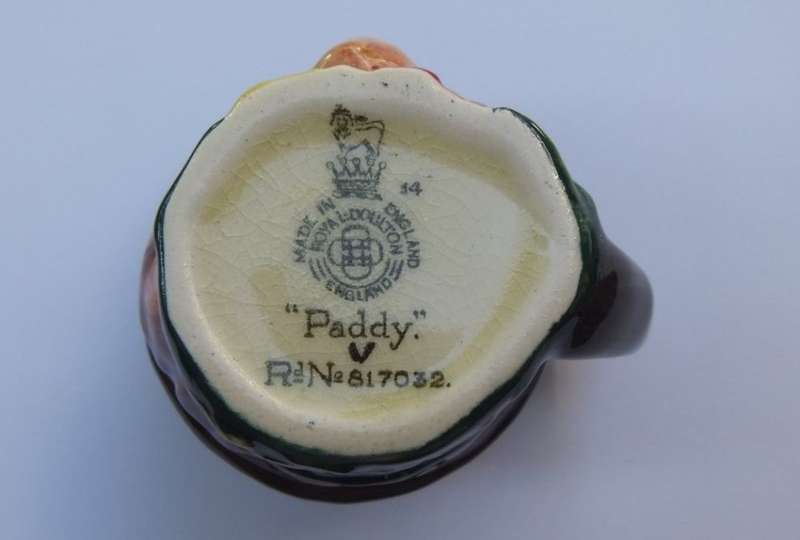 14
MADE IN ENGLAND
ROYAL DOULTON
ENGLAND
"Paddy."
V
Rd No 817032.